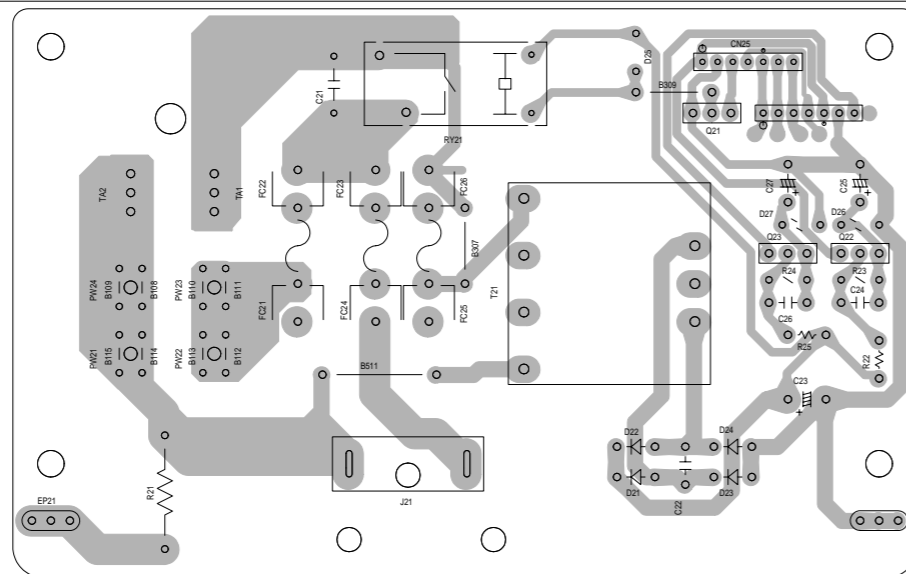 CN25
D25
B309
C21
Q21
RY21
TA2
TA1
FC22
FC23
FC26
C27
C25
D27
D26
Q23
Q22
B307
R24
R23
PW24
B109
B108
PW23
B110
B111
T21
C24
FC21
FC24
FC25
C26
PW21
B115
B114
PW22
B113
B112
R25
R22
B511
C23
D22
D24
R21
D21
C22
D23
EP21
J21